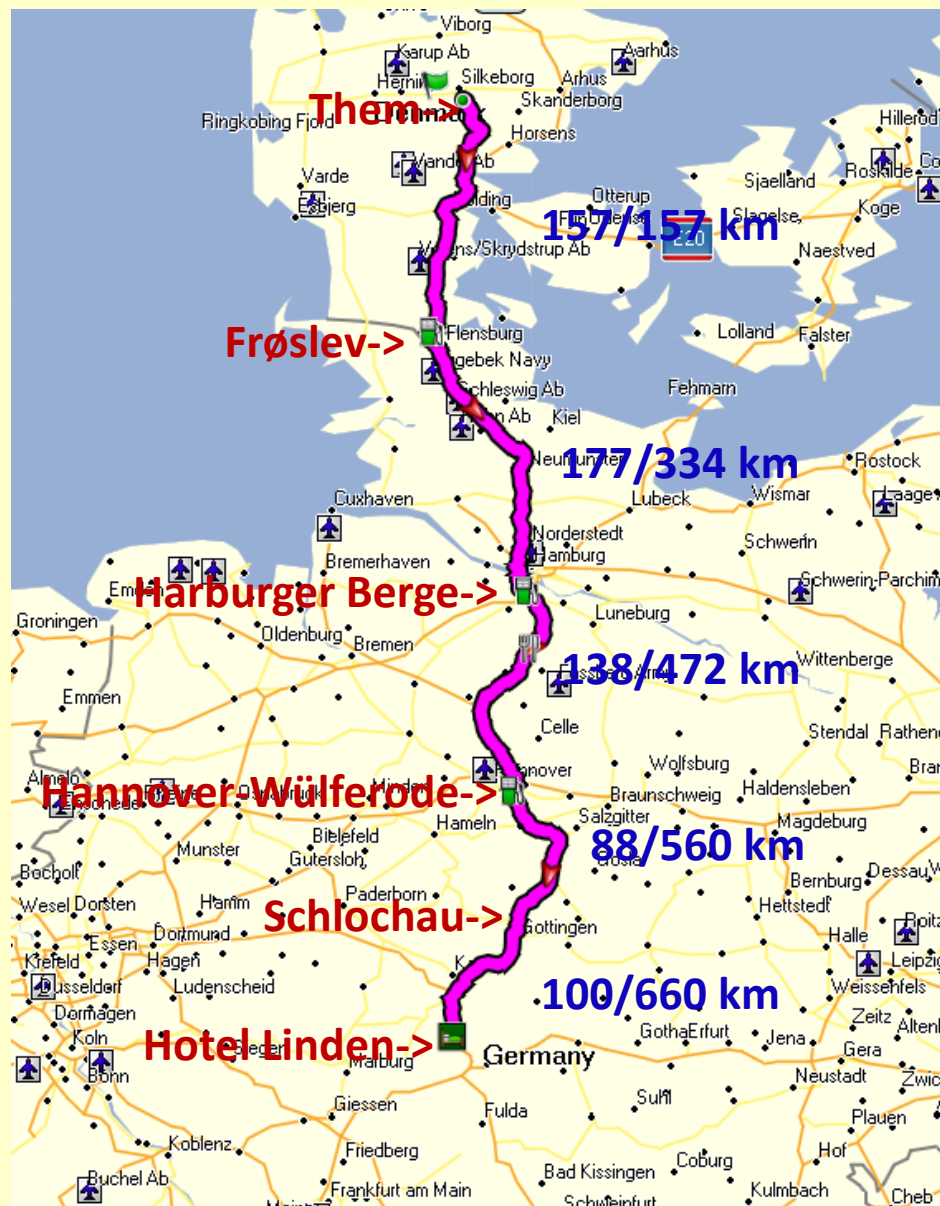 Viborg
Karup Ab
Aarhus
Silkeborg
Arhus
Them->
Skanderborg
Ringkobing Fjord
Horsens
Hillerod
Roskilde
Varde
Otterup
Sjaelland
Esbjerg
Slagelse
Koge
157/157 km
220
Naestved
Flensburg
Frøslev->
Lolland
Falster
Schleswig Ab
Fehmarn
Kiel
Neumunster
177/334 km
Rostock
Cuxhaven
Lubeck
Wismar
Laage
Norderstedt
Schwerin
Bremerhaven
Hamburg
Harburger Berge->
Schwerin-Parchim
Emden
Groningen
Luneburg
Oldenburg
Bremen
138/472 km
Wittenberge
Emmen
Celle
Stendal
Almelo
Hannover
Wolfsburg
Hannover-Wülferode->
Minden
Osnabruck
Haldensleben
Braunschweig
Hameln
Salzgitter
Magdeburg
Bielefeld
88/560 km
Munster
Gutersloh
Bocholt
Bernburg
Dessau
Paderborn
Wesel
Dorsten
Hamm
Hettstedt
Schlochau->
Gottingen
Essen
Dortmund
Halle
Krefeld
Hagen
Leipzig
Dusseldorf
Ludenscheid
100/660 km
Weissenfels
Dormagen
Zeitz
Koln
Gotha
Erfurt
Jena
Hotel Linden->
Siegen
Gera
Germany
Marburg
Bonn
Neustadt
Giessen
Fulda
Suhl
Plauen
Koblenz
Friedberg
Hof
Coburg
Buchel Ab
Bad Kissingen
Frankfurt am Main
Kulmbach
Schweinfurt
Cheb